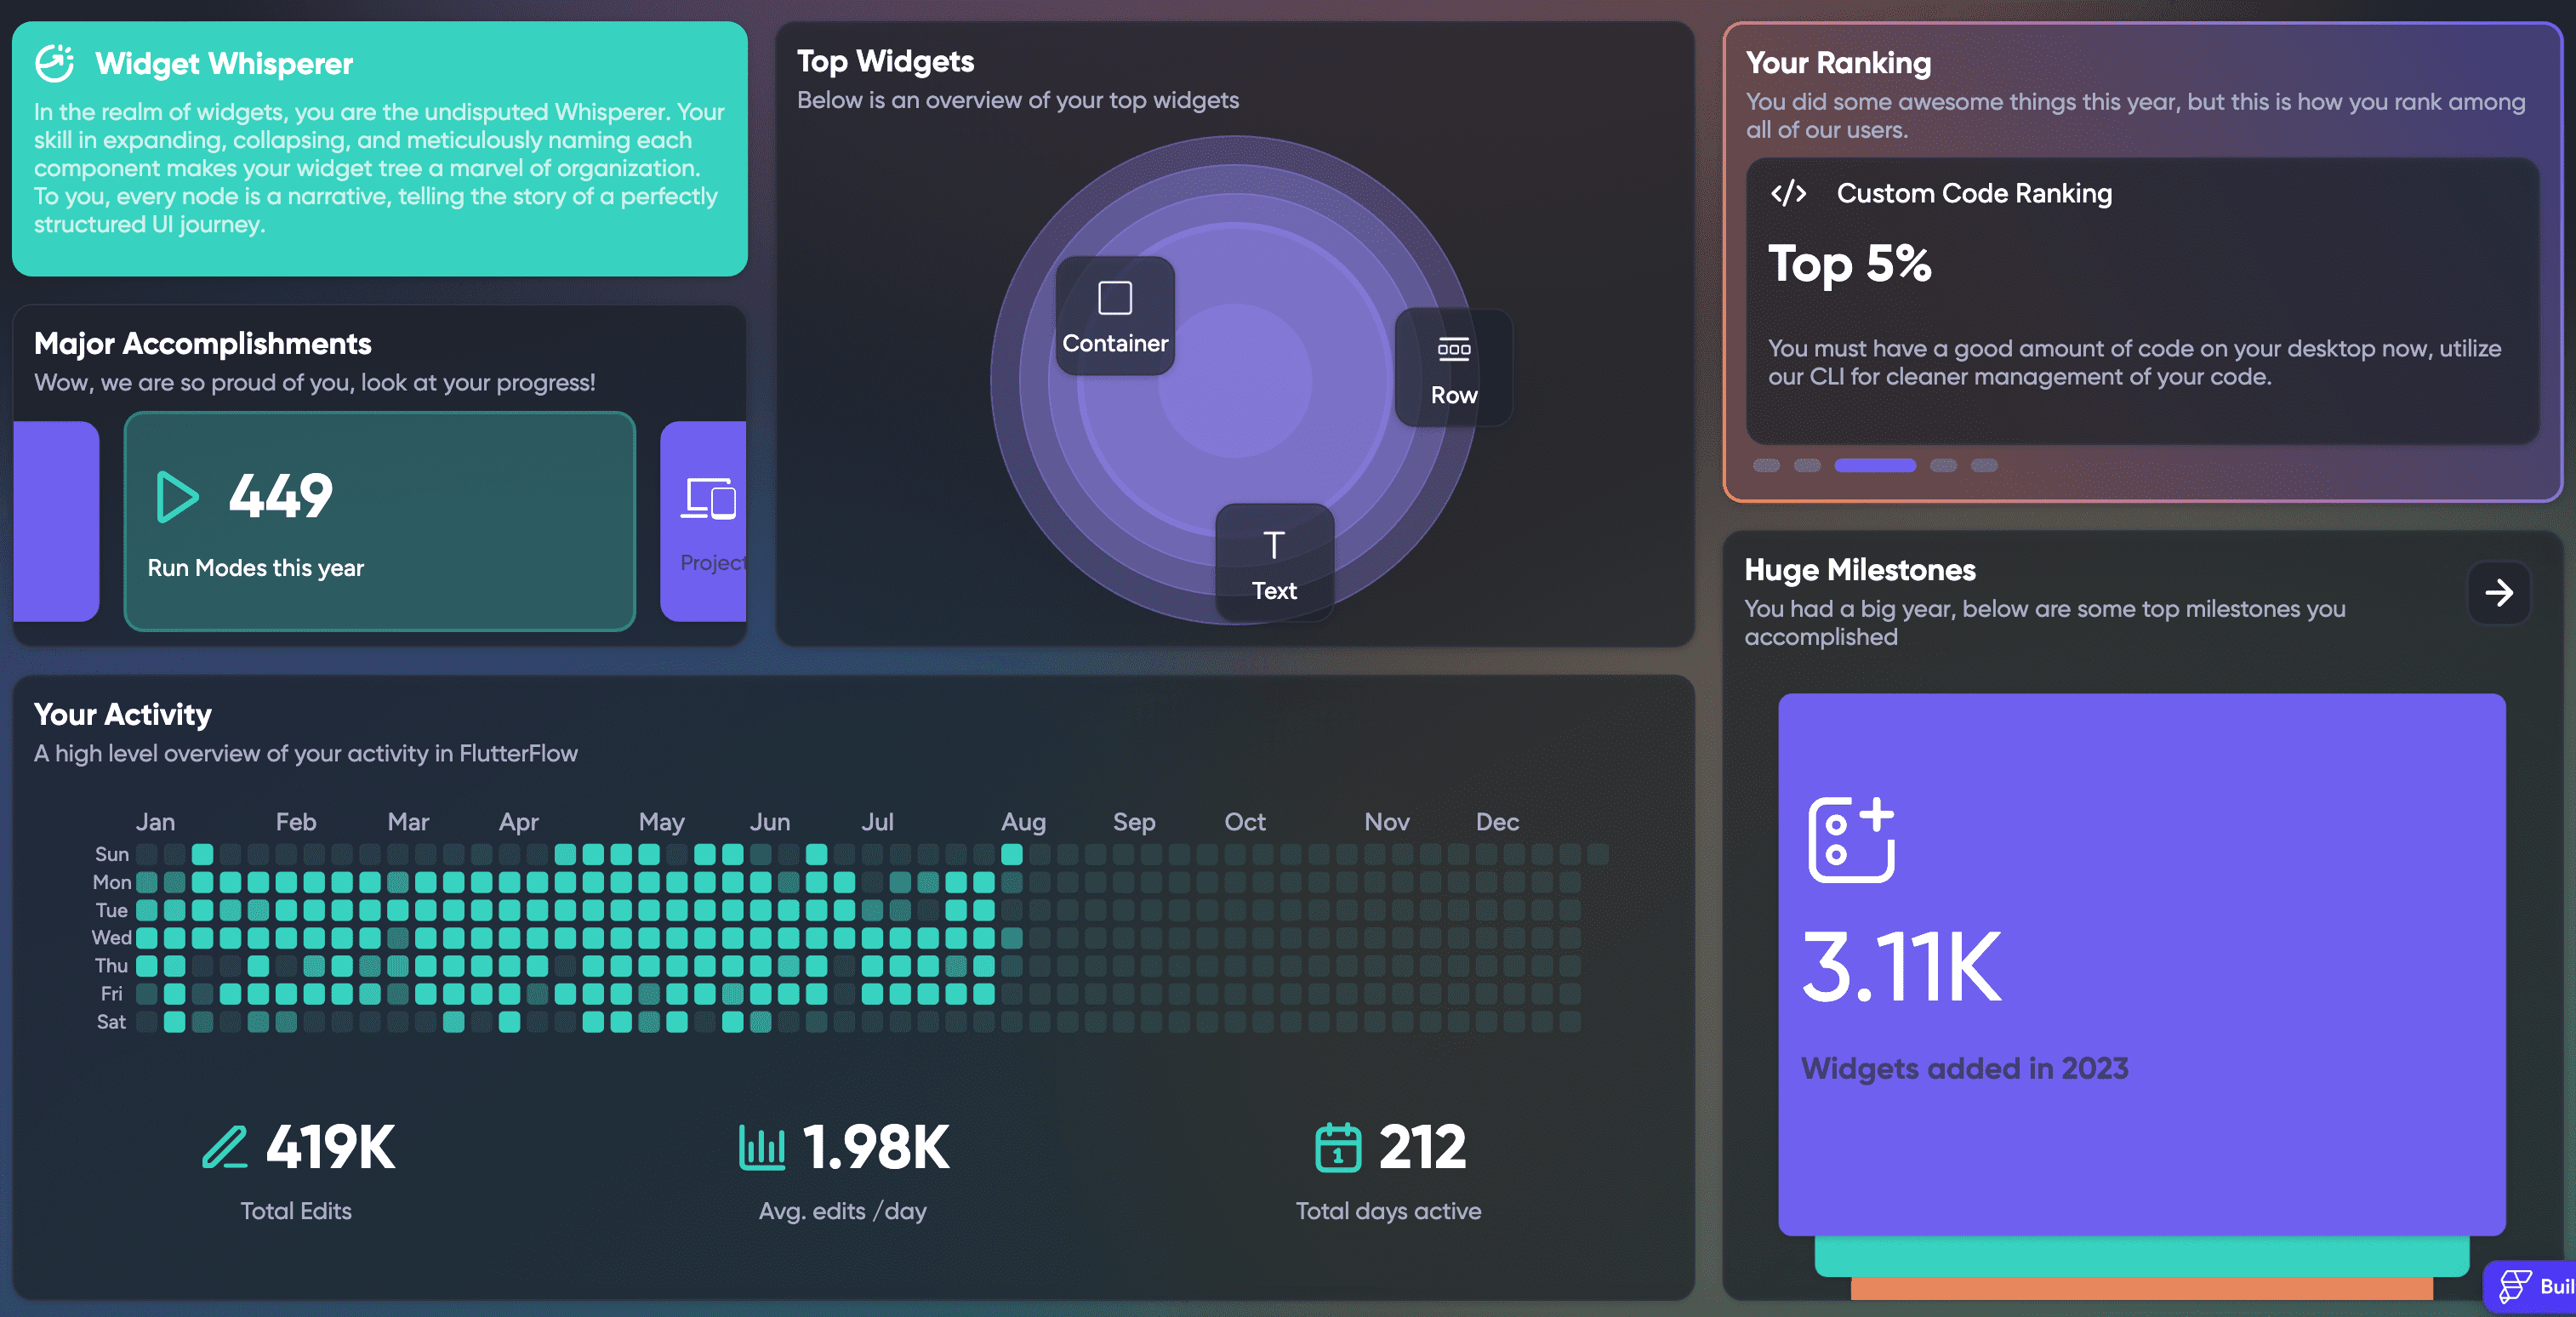 Widget Whisperer
In the realm of widgets, you are the undisputed Whisperer. Your
skill in expanding, collapsing, and meticulously naming each
component makes your widget tree a marvel of organization.
To you, every node is a narrative, telling the story of a perfectly
structured UI journey.
Major Accomplishments
Wow, we are so proud of you, look at your progress!
449
Run Modes this year
Project
Top Widgets
Below is an overview of your top widgets
Container
Row
Text
Your Ranking
You did some awesome things this year, but this is how you rank among
all of our users.
Custom Code Ranking
Top 5%
You must have a good amount of code on your desktop now, utilize
our CLI for cleaner management of your code.
Your Activity
A high level overview of your activity in FlutterFlow
Jan Feb Mar Apr May Jun Jul Aug Sep Oct Nov Dec
Sun
Mon
Tue
Wed
Thu
Fri
Sat
419K
Total Edits
1.98K
Avg. edits /day
1
212
Total days active
Huge Milestones
You had a big year, below are some top milestones you
accomplished
3.11K
Widgets added in 2023
Buil